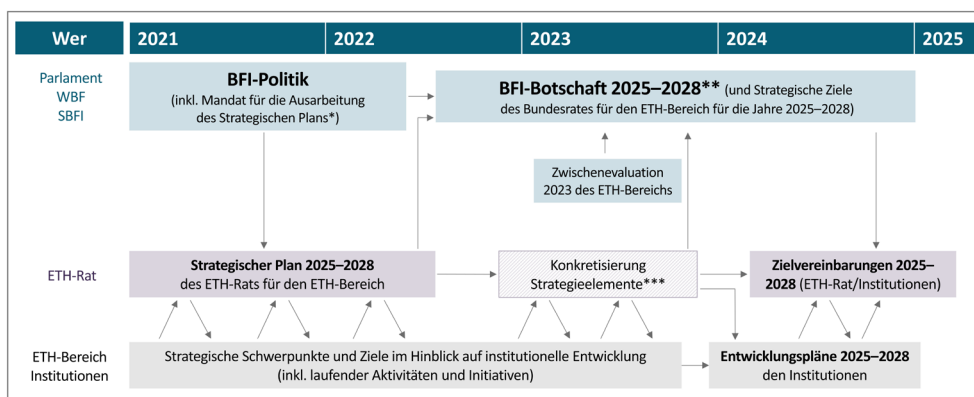 Wer 2021 2022 2023 2024 2025
Parlament
WBF
SBFI
BFI-Politik
(inkl. Mandat für die Ausarbeitung
des Strategischen Plans*)
BFI-Botschaft 2025–2028** (und Strategische Ziele
des Bundesrates für den ETH-Bereich für die Jahre 2025–2028)
Zwischenevaluation
2023 des ETH-Bereichs
ETH-Rat
Strategischer Plan 2025–2028
des ETH-Rats für den ETH-Bereich
Konkretisierung
Strategieelemente***
Zielvereinbarungen 2025–
2028 (ETH-Rat/Institutionen)
ETH-Bereich
Institutionen
Strategische Schwerpunkte und Ziele im Hinblick auf institutionelle Entwicklung
(inkl. laufender Aktivitäten und Initiativen)
Entwicklungspläne 2025–2028
den Institutionen